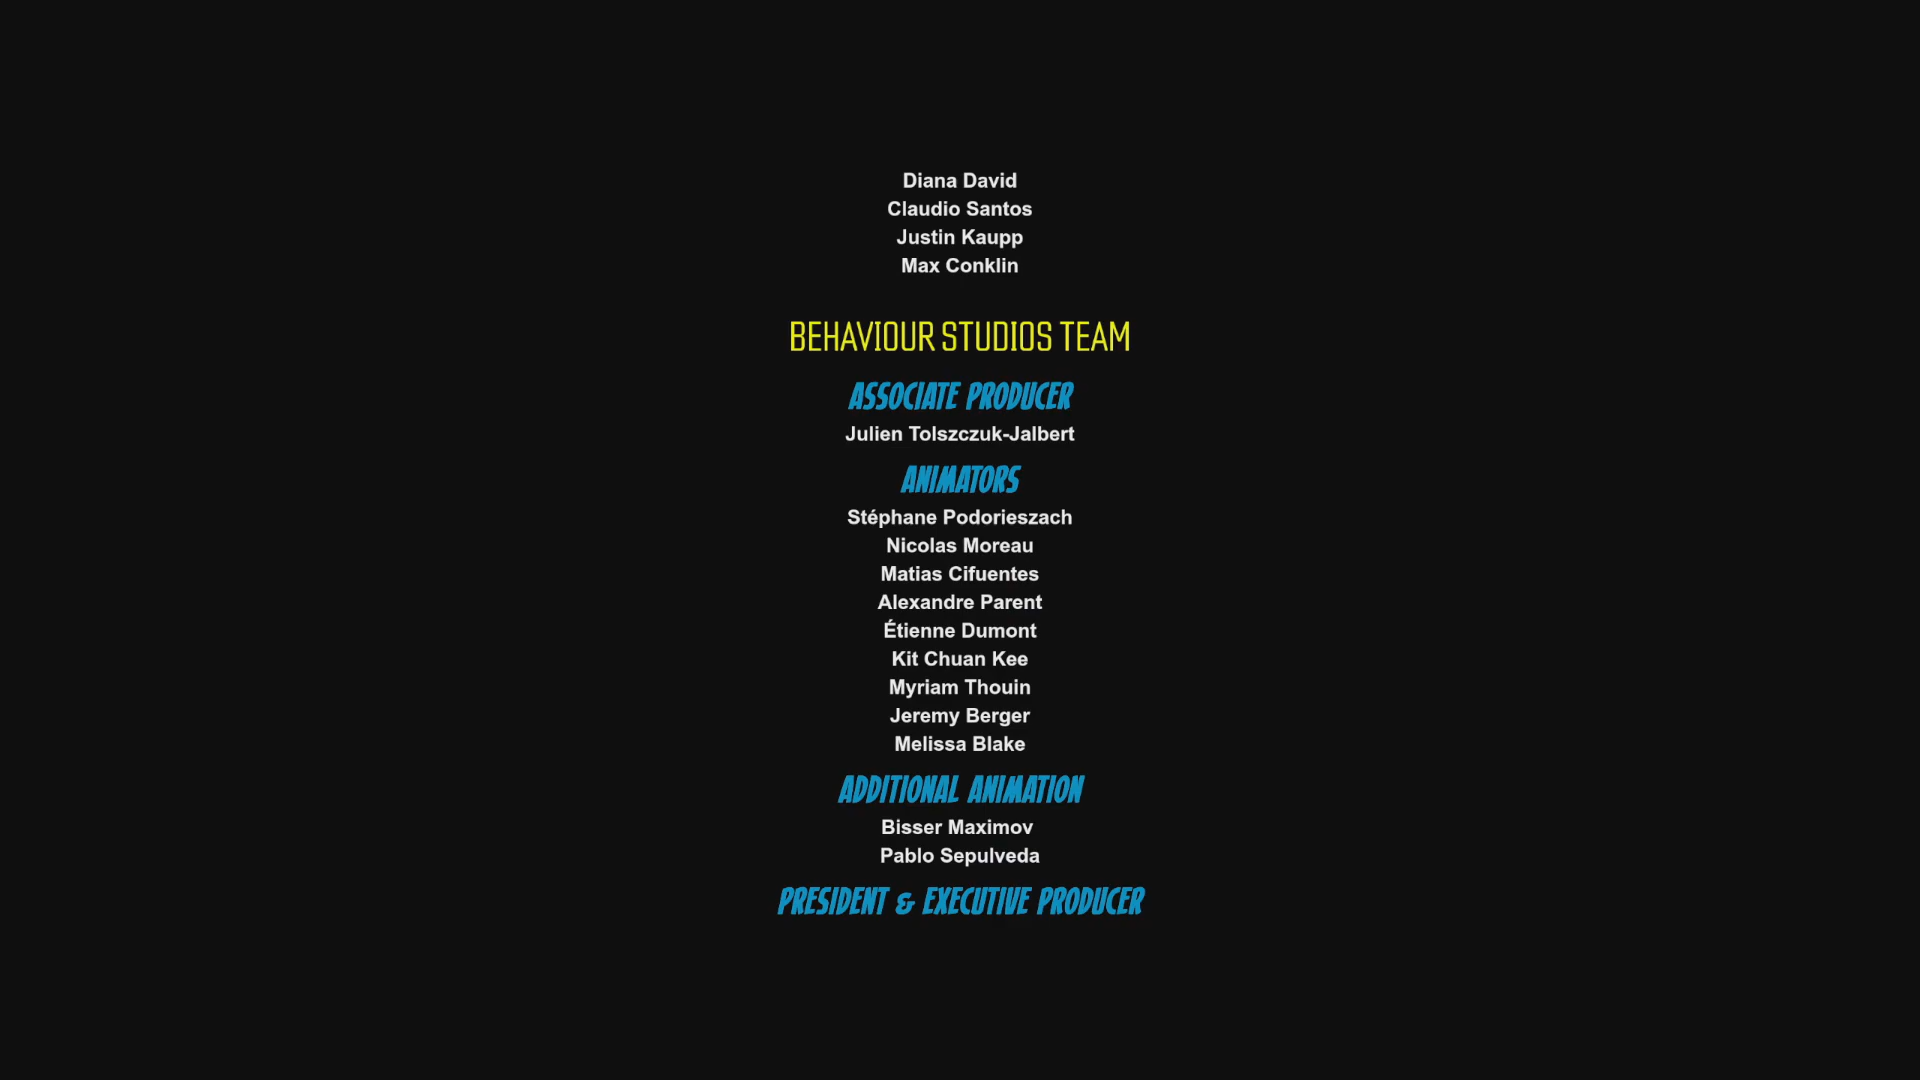 Diana David
Claudio Santos
Justin Kaupp
Max Conklin
BEHAVIOUR STUDIOS TEAM
ASSOCIATE PRODUCER
Julien Tolszczuk-Jalbert
ANIMATORS
Stéphane Podorieszach
Nicolas Moreau
Matias Cifuentes
Alexandre Parent
Étienne Dumont
Kit Chuan Kee
Myriam Thouin
Jeremy Berger
Melissa Blake
ADDITIONAL ANIMATION
Bisser Maximov
Pablo Sepulveda
PRESIDENT & EXECUTIVE PRODUCER